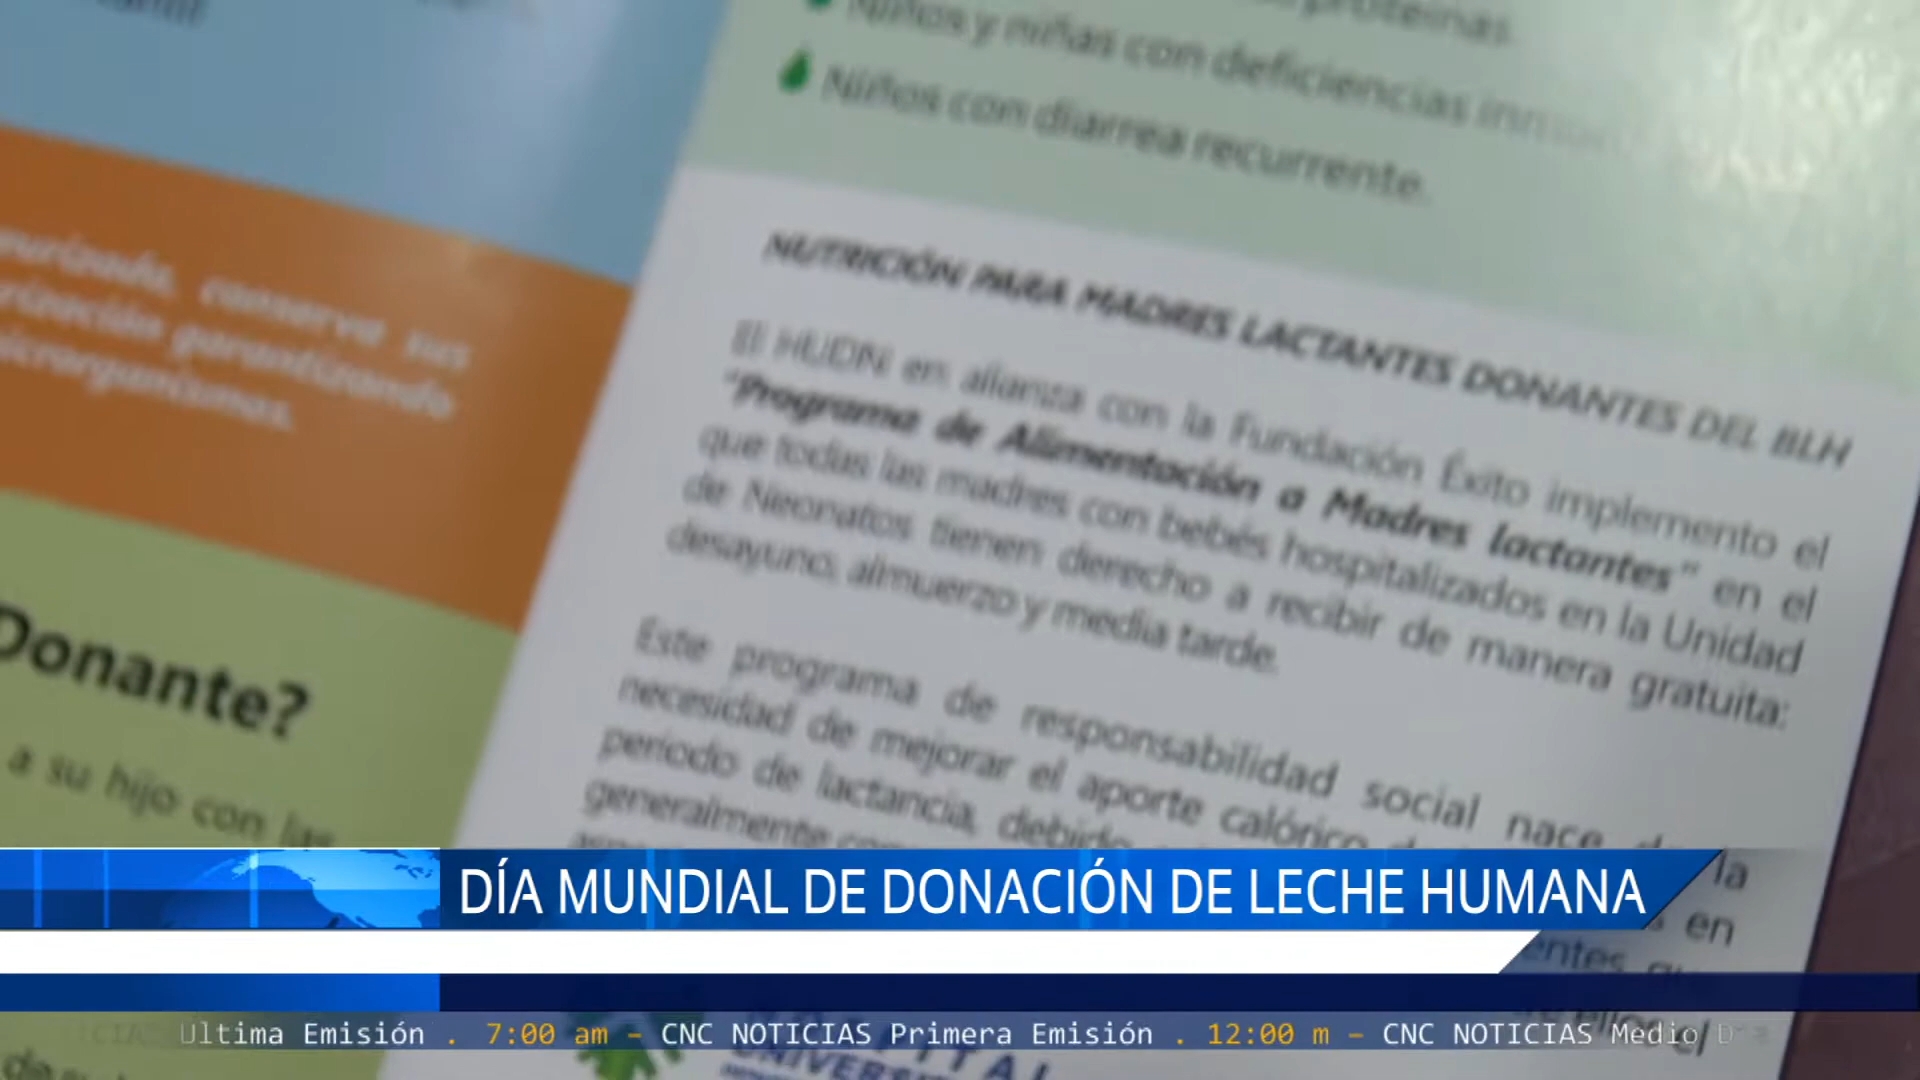 proteínas.
Niños y niñas con deficiencias
Niños con diarrea recurrente.
conserva sus
garantizando
Donante?
a su hijo con las
NUTRICIÓN PARA MADRES LACTANTES DONANTES DEL BLH
El HUDN en alianza con la Fundación Éxito implemento el
"Programa de Alimentación a Madres lactantes" en el
que todas las madres con bebés hospitalizados en la Unidad
de Neonatos tienen derecho a recibir de manera gratuita:
desayuno, almuerzo y media tarde.
Este programa de responsabilidad social nace de la
necesidad de mejorar el aporte calórico
periodo de lactancia, debido
generalmente
en
DÍA MUNDIAL DE DONACIÓN DE LECHE HUMANA
Ultima Emisión . 7:00 am – CNC NOTICIAS Primera Emisión . 12:00 m – CNC NOTICIAS Medio D